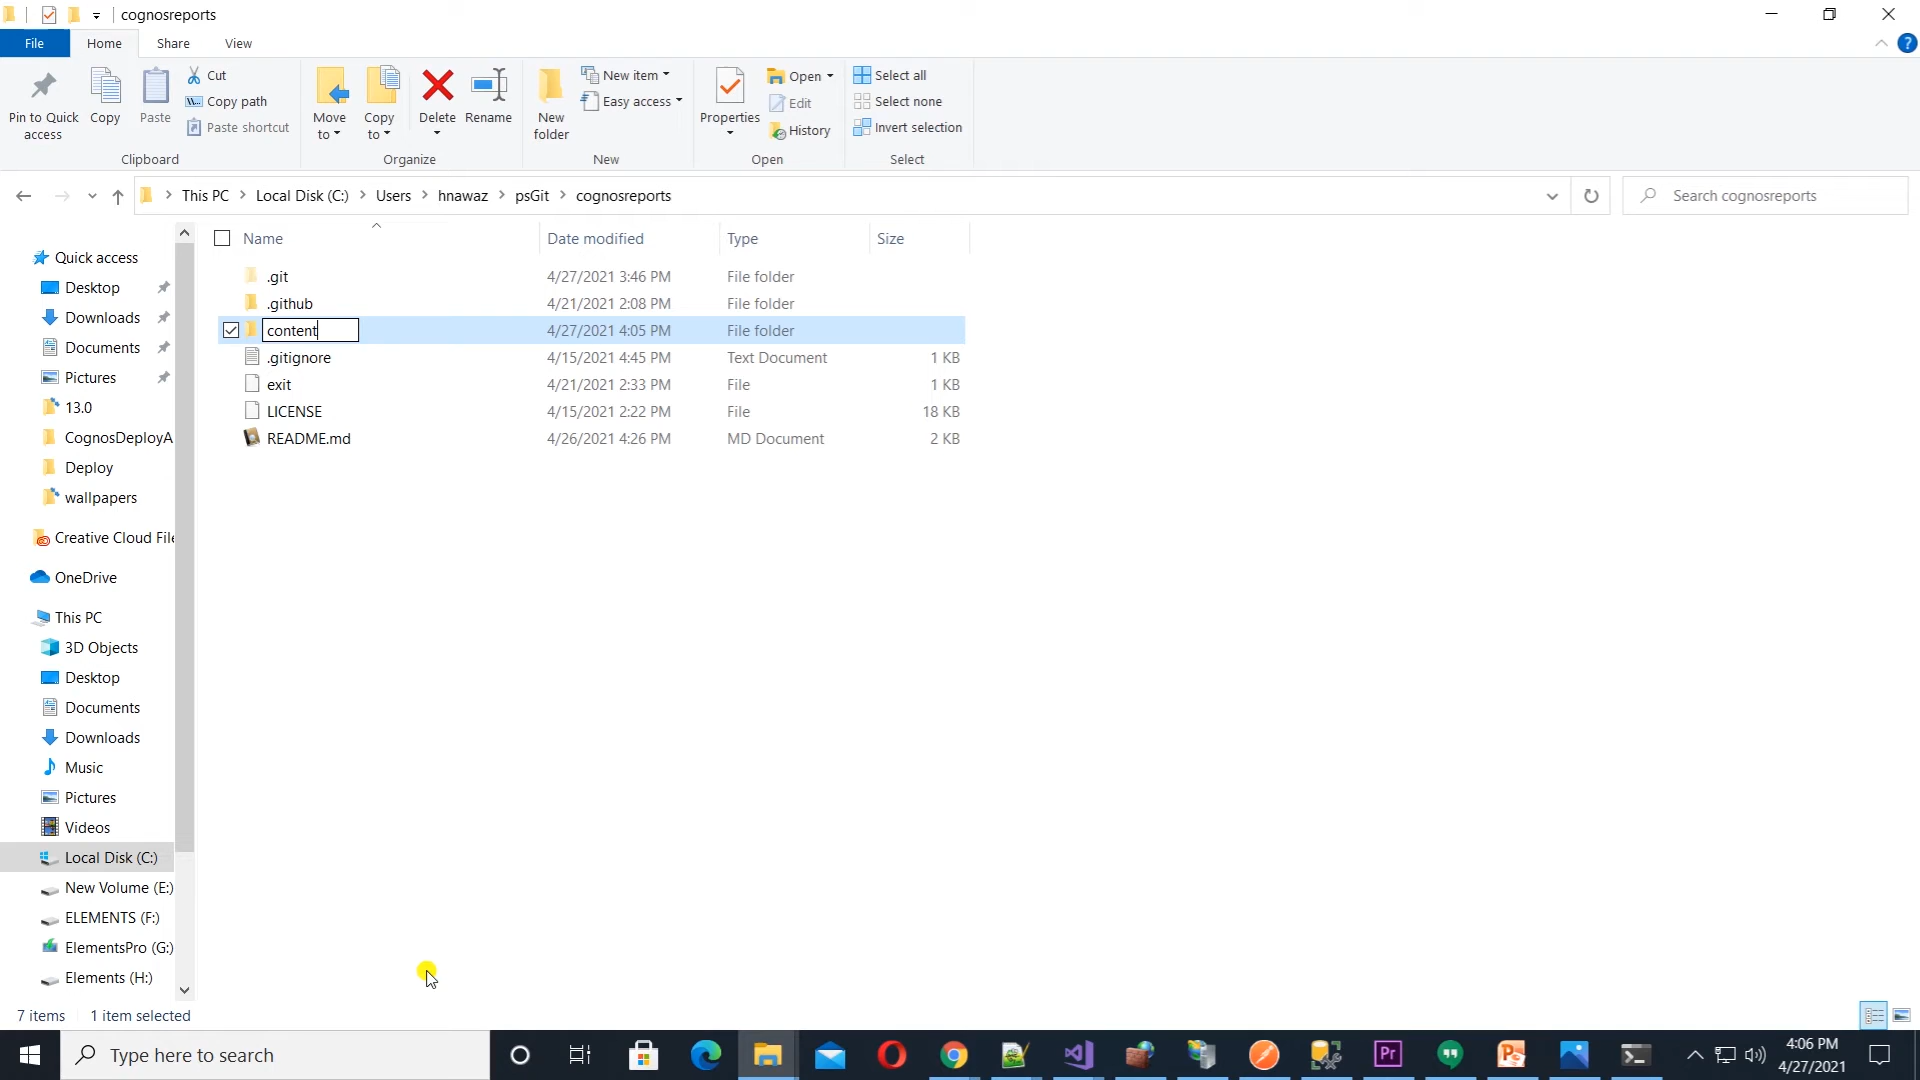 cognosreports
File Home Share View
Pin to Quick access
Copy
Paste
Cut
Copy path
Paste shortcut
Clipboard
Move to
Copy to
Delete
Rename
Organize
New folder
New item
Easy access
New
Properties
Open
Edit
History
Open
Select all
Select none
Invert selection
Select
This PC > Local Disk (C:) > Users > hnawaz > psGit > cognosreports
Search cognosreports
Name Date modified Type Size
.git 4/27/2021 3:46 PM File folder
.github 4/21/2021 2:08 PM File folder
content 4/27/2021 4:05 PM File folder
.gitignore 4/15/2021 4:45 PM Text Document 1 KB
exit 4/21/2021 2:33 PM File 1 KB
LICENSE 4/15/2021 2:22 PM File 18 KB
README.md 4/26/2021 4:26 PM MD Document 2 KB
Quick access
Desktop
Downloads
Documents
Pictures
13.0
CognosDeployA
Deploy
wallpapers
Creative Cloud File
OneDrive
This PC
3D Objects
Desktop
Documents
Downloads
Music
Pictures
Videos
Local Disk (C:)
New Volume (E:)
ELEMENTS (F:)
ElementsPro (G:)
Elements (H:)
7 items 1 item selected
Type here to search
Pr
4:06 PM
4/27/2021